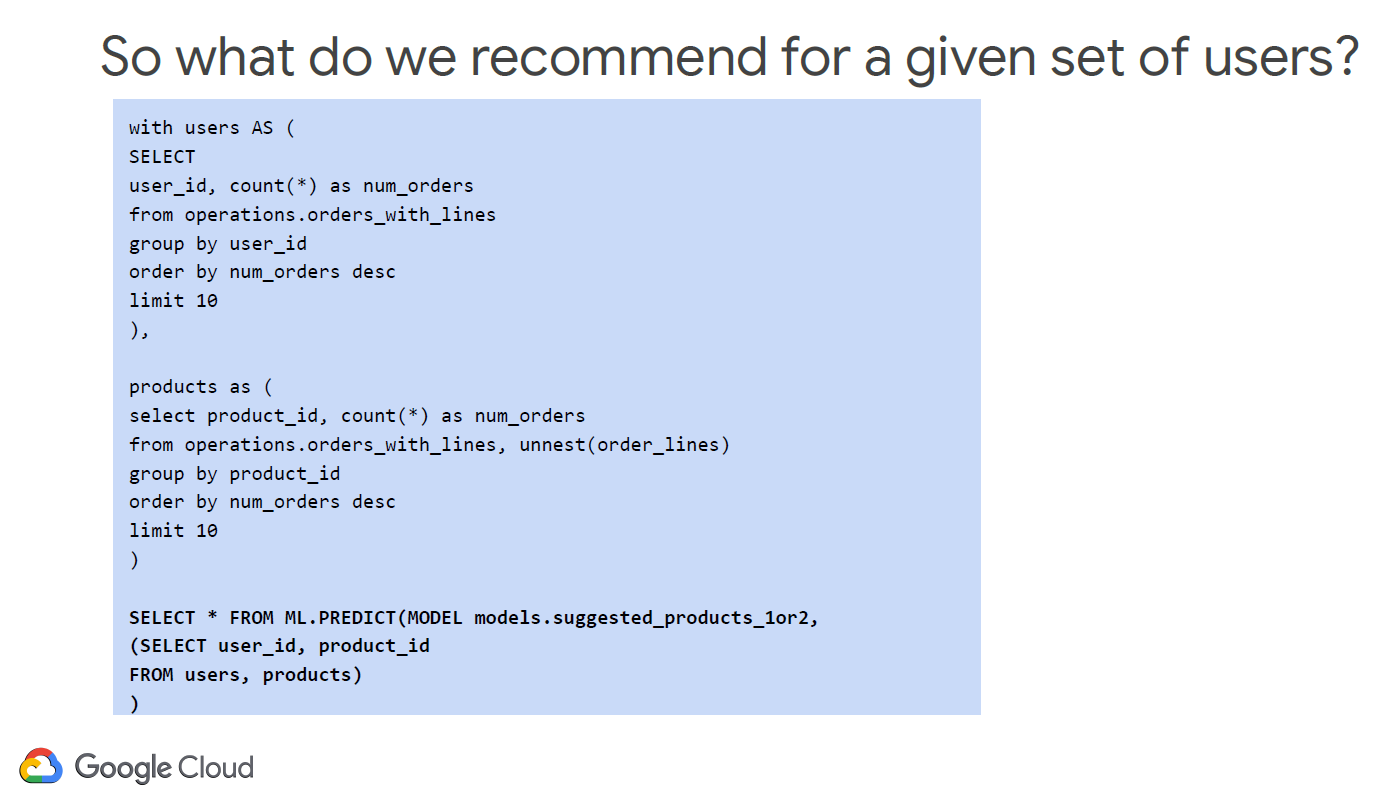 So what do we recommend for a given set of users?
with users AS (
SELECT
user_id, count(*) as num_orders
from operations.orders_with_lines
group by user_id
order by num_orders desc
limit 10
),
products as (
select product_id, count(*) as num_orders
from operations.orders_with_lines, unnest(order_lines)
group by product_id
order by num_orders desc
limit 10
)
SELECT * FROM ML.PREDICT(MODEL models.suggested_products_1or2,
(SELECT user_id, product_id
FROM users, products)
)
Google Cloud